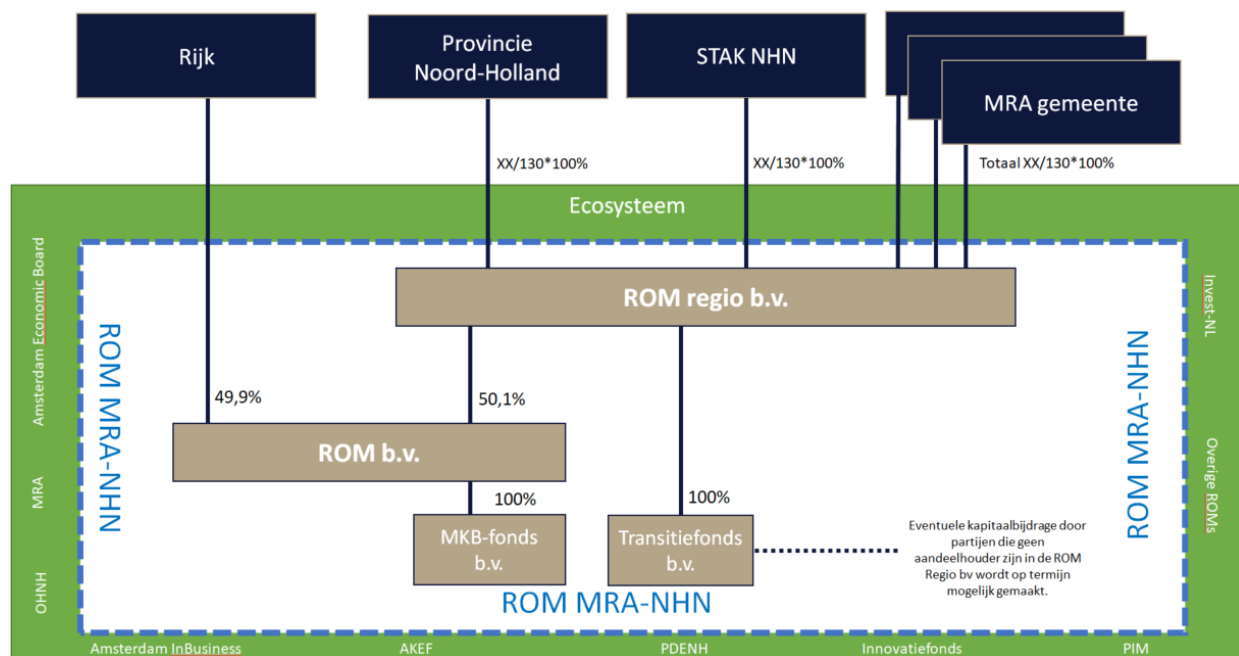 Rijk
Provincie
Noord-Holland
STAK NHN
MRA gemeente
XX/130*100%
XX/130*100%
Totaal XX/130*100%
Ecosysteem
ROM regio b.v.
49,9%
50,1%
ROM b.v.
100%
100%
MKB-fonds
b.v.
Transitiefonds
b.v.
Eventuele kapitaalbijdrage door
partijen die geen
aandeelhouder zijn in de ROM
Regio bv wordt op termijn
mogelijk gemaakt.
ROM MRA-NHN
ROM MRA-NHN
ROM MRA-NHN
Amsterdam Economic Board
MRA
OHNH
Invest-NL
Overige ROMs
Amsterdam InBusiness
AKEF
PDENH
Innovatiefonds
PIM